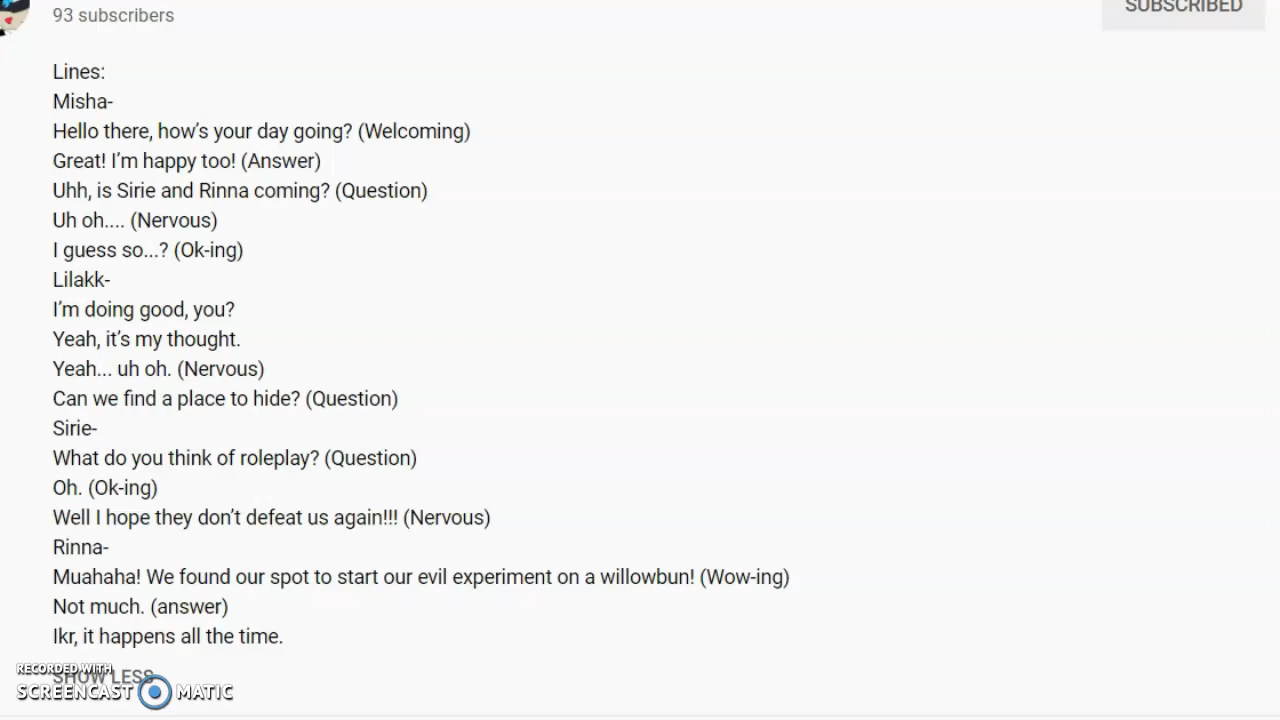 93 subscribers
SUBSCRIBED
Lines:
Misha-
Hello there, how’s your day going? (Welcoming)
Great! I’m happy too! (Answer)
Uhh, is Sirie and Rinna coming? (Question)
Uh oh.... (Nervous)
I guess so...? (Ok-ing)
Lilakk-
I’m doing good, you?
Yeah, it’s my thought.
Yeah... uh oh. (Nervous)
Can we find a place to hide? (Question)
Sirie-
What do you think of roleplay? (Question)
Oh. (Ok-ing)
Well I hope they don’t defeat us again!!! (Nervous)
Rinna-
Muahaha! We found our spot to start our evil experiment on a willowbun! (Wow-ing)
Not much. (answer)
Ikr, it happens all the time.
RECORDED WITH
SHOW LESS
SCREENCAST MATIC